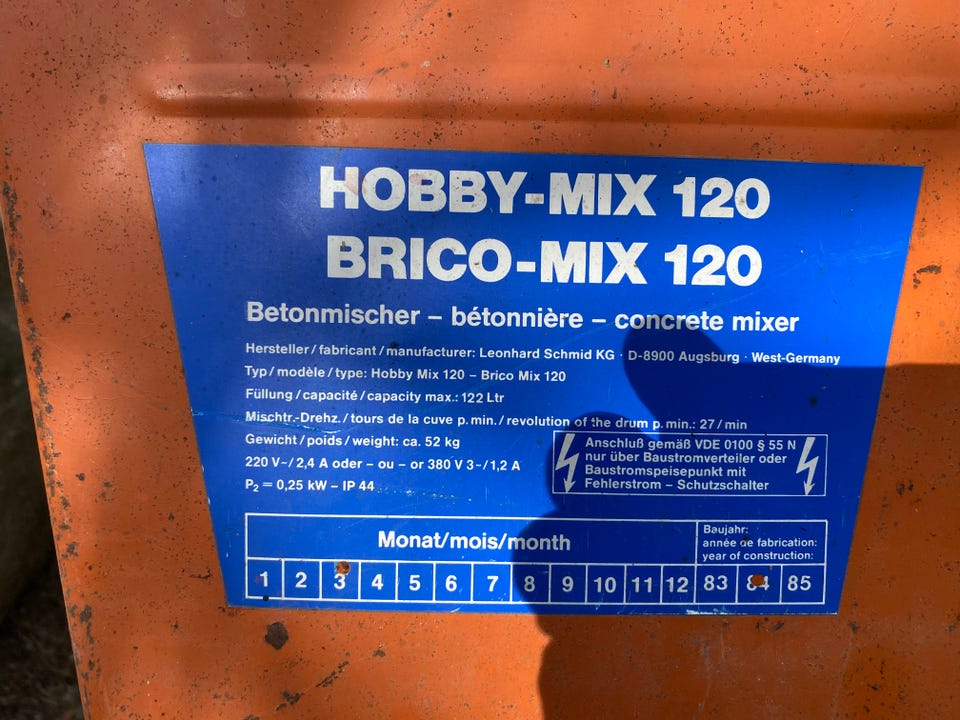 HOBBY-MIX 120
BRICO-MIX 120
Betonmischer – bétonnière – concrete mixer
Hersteller/fabricant/manufacturer: Leonhard Schmid KG · D-8900 Augsburg · West-Germany
Typ/modèle/type: Hobby Mix 120 – Brico Mix 120
Füllung/capacité/capacity max.: 122 Ltr
Mischtr.-Drehz./tours de la cuve p.min./revolution of the drum p.min.: 27/min
Gewicht/poids/weight: ca. 52 kg
220 V~/2,4 A oder – ou – or 380 V 3~/1,2 A
P2 = 0,25 kW – IP 44
Anschluß gemäß VDE 0100 § 55 N
nur über Baustromverteiler oder
Baustromspeisepunkt mit
Fehlerstrom – Schutzschalter
Monat/mois/month
Baujahr:
année de fabrication:
year of construction:
1 2 3 4 5 6 7 8 9 10 11 12 83 84 85